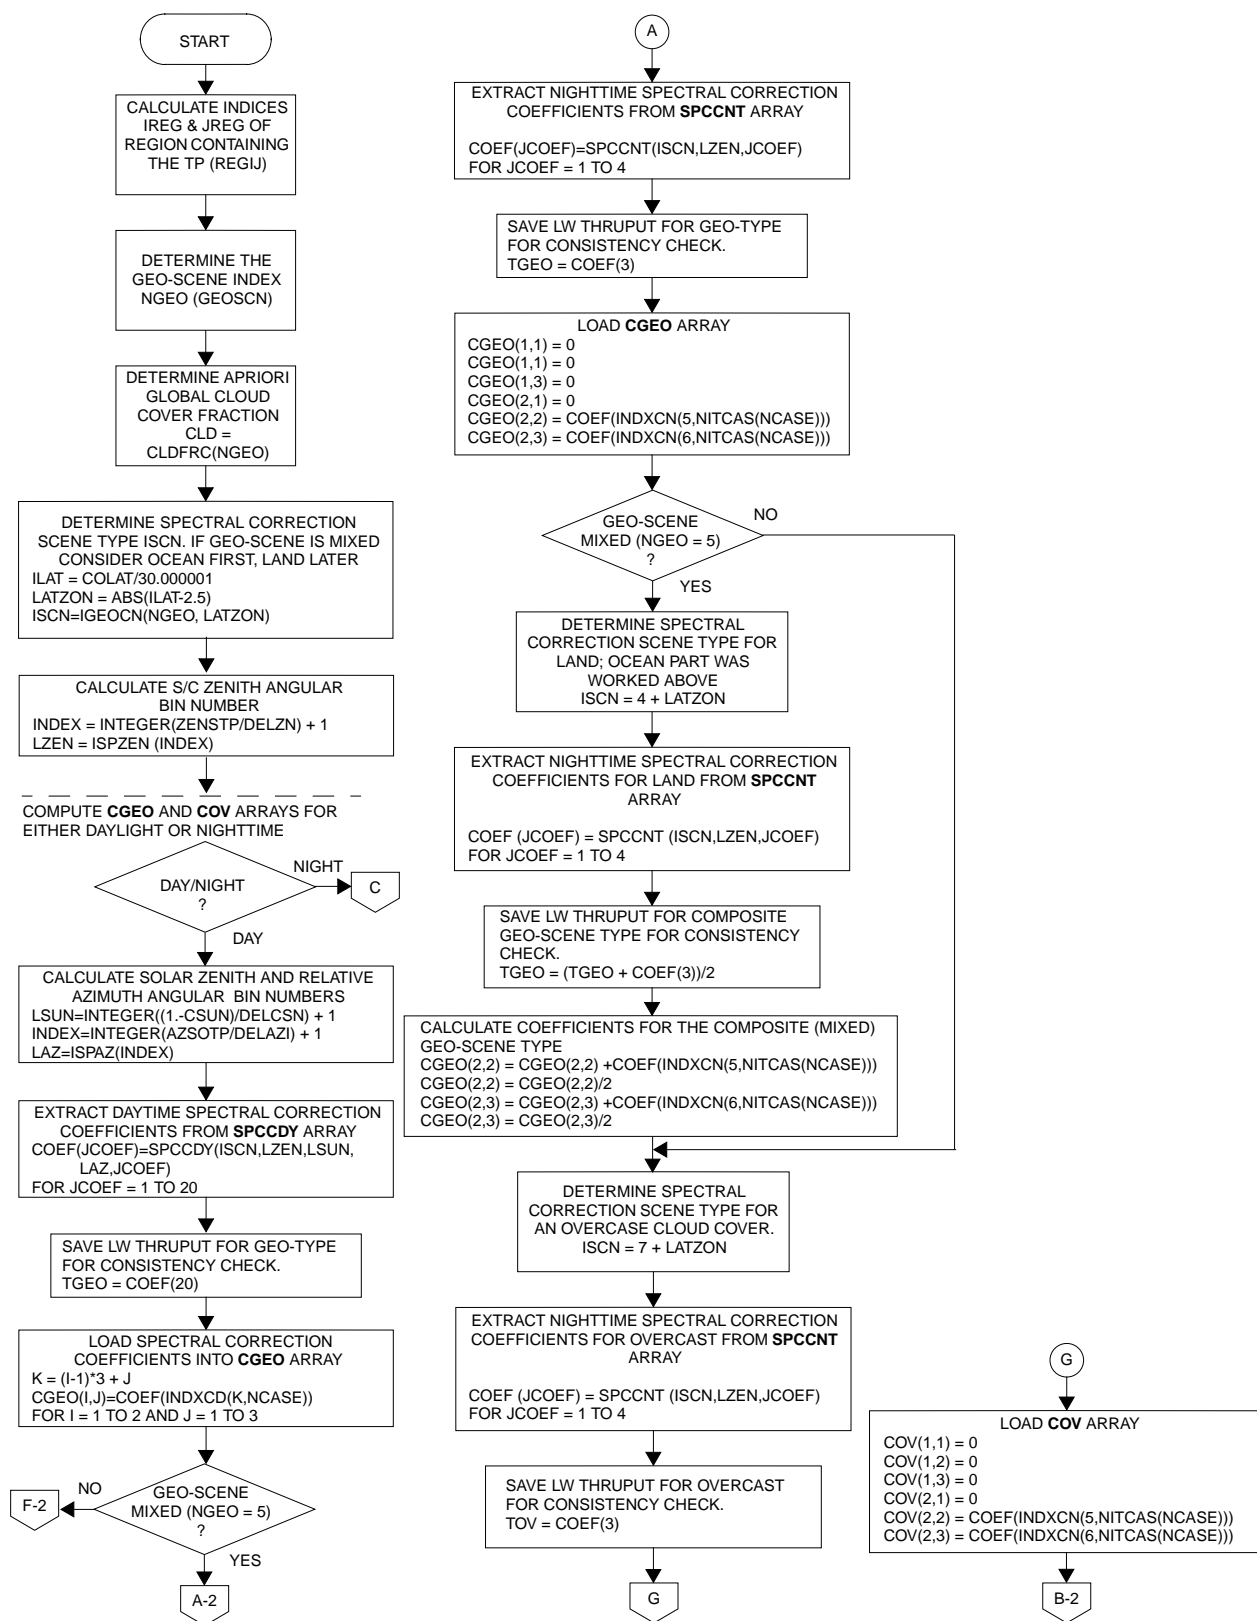 START
CALCULATE INDICES
IREG & JREG OF
REGION CONTAINING
THE TP (REGIJ)
DETERMINE THE
GEO-SCENE INDEX
NGEO (GEOSCN)
DETERMINE APRIORI
GLOBAL CLOUD
COVER FRACTION
CLD =
CLDFRC(NGEO)
DETERMINE SPECTRAL CORRECTION
SCENE TYPE ISCN. IF GEO-SCENE IS MIXED
CONSIDER OCEAN FIRST, LAND LATER
ILAT = COLAT/30.000001
LATZON = ABS(ILAT-2.5)
ISCN=IGEOCN(NGEO, LATZON)
CALCULATE S/C ZENITH ANGULAR
BIN NUMBER
INDEX = INTEGER(ZENSTP/DELZN) + 1
LZEN = ISPZEN (INDEX)
COMPUTE CGEO AND COV ARRAYS FOR
EITHER DAYLIGHT OR NIGHTTIME
DAY/NIGHT
?
NIGHT
C
DAY
CALCULATE SOLAR ZENITH AND RELATIVE
AZIMUTH ANGULAR BIN NUMBERS
LSUN=INTEGER((1.-CSUN)/DELCSN) + 1
INDEX=INTEGER(AZSOTP/DELAZI) + 1
LAZ=ISPAZ(INDEX)
EXTRACT DAYTIME SPECTRAL CORRECTION
COEFFICIENTS FROM SPCCDY ARRAY
COEF(JCOEF)=SPCCDY(ISCN,LZEN,LSUN,
LAZ,JCOEF)
FOR JCOEF = 1 TO 20
SAVE LW THRUPUT FOR GEO-TYPE
FOR CONSISTENCY CHECK.
TGEO = COEF(20)
LOAD SPECTRAL CORRECTION
COEFFICIENTS INTO CGEO ARRAY
K = (I-1)*3 + J
CGEO(I,J)=COEF(INDXCD(K,NCASE))
FOR I = 1 TO 2 AND J = 1 TO 3
NO
GEO-SCENE
MIXED (NGEO = 5)
?
F-2
YES
A-2
A
EXTRACT NIGHTTIME SPECTRAL CORRECTION
COEFFICIENTS FROM SPCCNT ARRAY
COEF(JCOEF)=SPCCNT(ISCN,LZEN,JCOEF)
FOR JCOEF = 1 TO 4
SAVE LW THRUPUT FOR GEO-TYPE
FOR CONSISTENCY CHECK.
TGEO = COEF(3)
LOAD CGEO ARRAY
CGEO(1,1) = 0
CGEO(1,1) = 0
CGEO(1,3) = 0
CGEO(2,1) = 0
CGEO(2,2) = COEF(INDXCN(5,NITCAS(NCASE)))
CGEO(2,3) = COEF(INDXCN(6,NITCAS(NCASE)))
GEO-SCENE
MIXED (NGEO = 5)
?
NO
YES
DETERMINE SPECTRAL
CORRECTION SCENE TYPE FOR
LAND; OCEAN PART WAS
WORKED ABOVE
ISCN = 4 + LATZON
EXTRACT NIGHTTIME SPECTRAL CORRECTION
COEFFICIENTS FOR LAND FROM SPCCNT
ARRAY
COEF (JCOEF) = SPCCNT (ISCN,LZEN,JCOEF)
FOR JCOEF = 1 TO 4
SAVE LW THRUPUT FOR COMPOSITE
GEO-SCENE TYPE FOR CONSISTENCY
CHECK.
TGEO = (TGEO + COEF(3))/2
CALCULATE COEFFICIENTS FOR THE COMPOSITE (MIXED)
GEO-SCENE TYPE
CGEO(2,2) = CGEO(2,2) +COEF(INDXCN(5,NITCAS(NCASE)))
CGEO(2,2) = CGEO(2,2)/2
CGEO(2,3) = CGEO(2,3) +COEF(INDXCN(6,NITCAS(NCASE)))
CGEO(2,3) = CGEO(2,3)/2
DETERMINE SPECTRAL
CORRECTION SCENE TYPE FOR
AN OVERCASE CLOUD COVER.
ISCN = 7 + LATZON
EXTRACT NIGHTTIME SPECTRAL CORRECTION
COEFFICIENTS FOR OVERCAST FROM SPCCNT
ARRAY
COEF (JCOEF) = SPCCNT (ISCN,LZEN,JCOEF)
FOR JCOEF = 1 TO 4
SAVE LW THRUPUT FOR OVERCAST
FOR CONSISTENCY CHECK.
TOV = COEF(3)
G
G
LOAD COV ARRAY
COV(1,1) = 0
COV(1,2) = 0
COV(1,3) = 0
COV(2,1) = 0
COV(2,2) = COEF(INDXCN(5,NITCAS(NCASE)))
COV(2,3) = COEF(INDXCN(6,NITCAS(NCASE)))
B-2